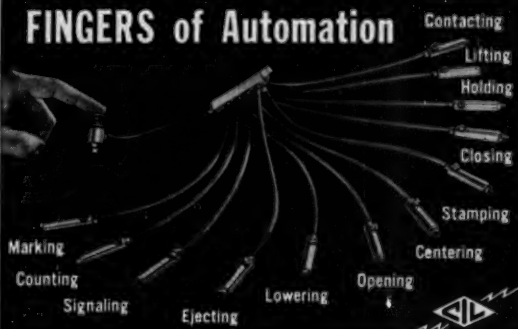 FINGERS of Automation
Contacting
Lifting
Holding
Closing
Stamping
Centering
Opening
Lowering
Ejecting
Signaling
Counting
Marking